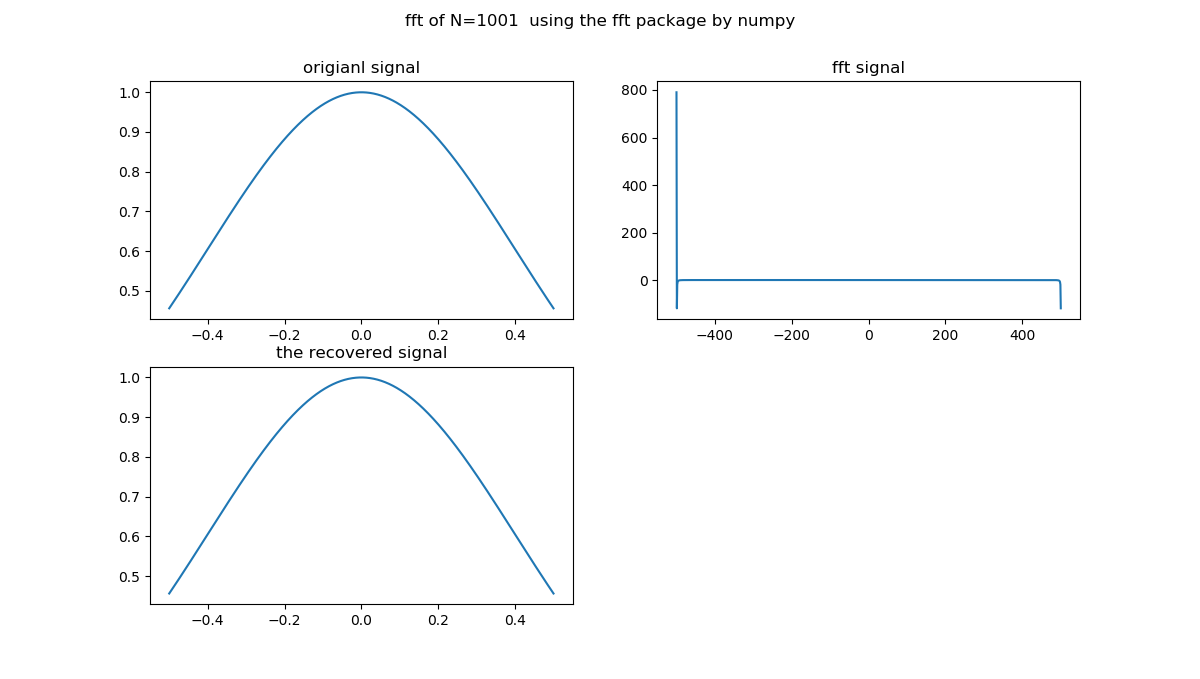 fft of N=1001  using the fft package by numpy
origianl signal
1.0
0.9
0.8
0.7
0.6
0.5
−0.4 −0.2 0.0 0.2 0.4
fft signal
800
600
400
200
0
−400 −200 0 200 400
the recovered signal
1.0
0.9
0.8
0.7
0.6
0.5
−0.4 −0.2 0.0 0.2 0.4